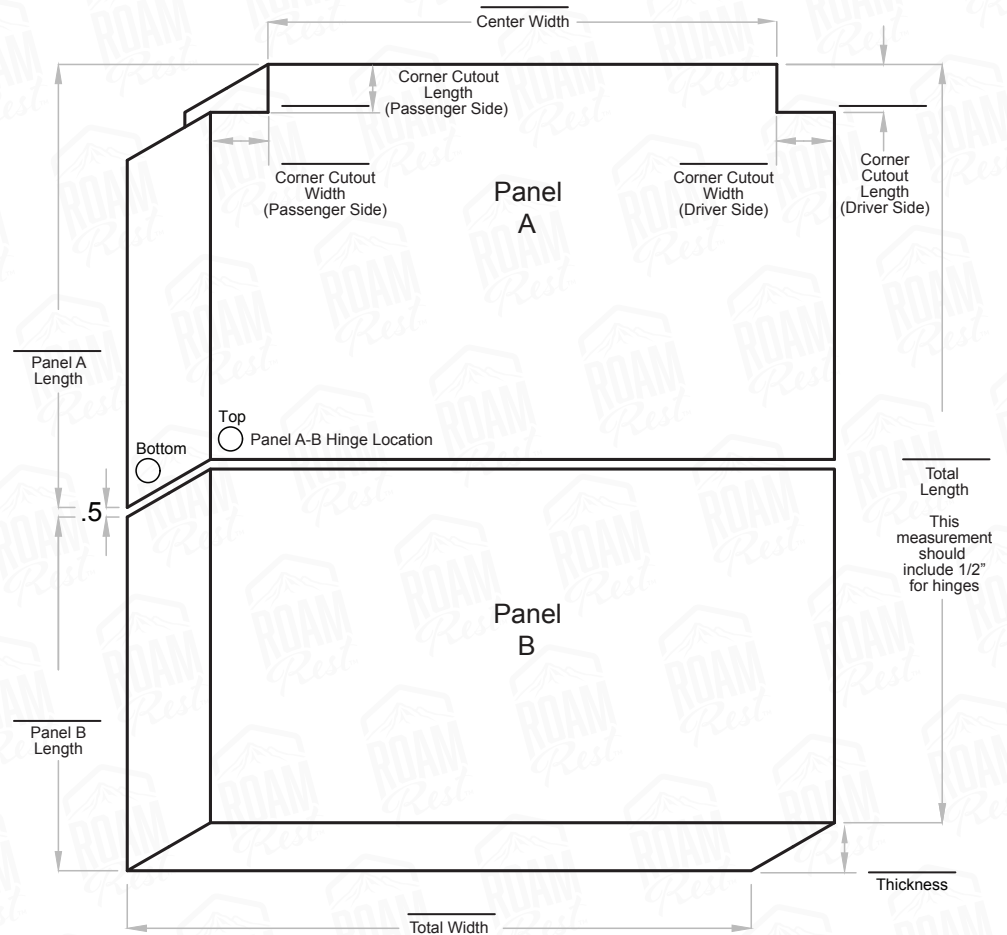 Center Width
Corner Cutout
Length
(Passenger Side)
Corner Cutout
Width
(Passenger Side)
Corner Cutout
Width
(Driver Side)
Corner
Cutout
Length
(Driver Side)
Panel
A
Panel A
Length
Top
Panel A-B Hinge Location
Bottom
.5
Total
Length
This
measurement
should
include 1/2”
for hinges
Panel
B
Panel B
Length
Thickness
Total Width
ROAM
Rest